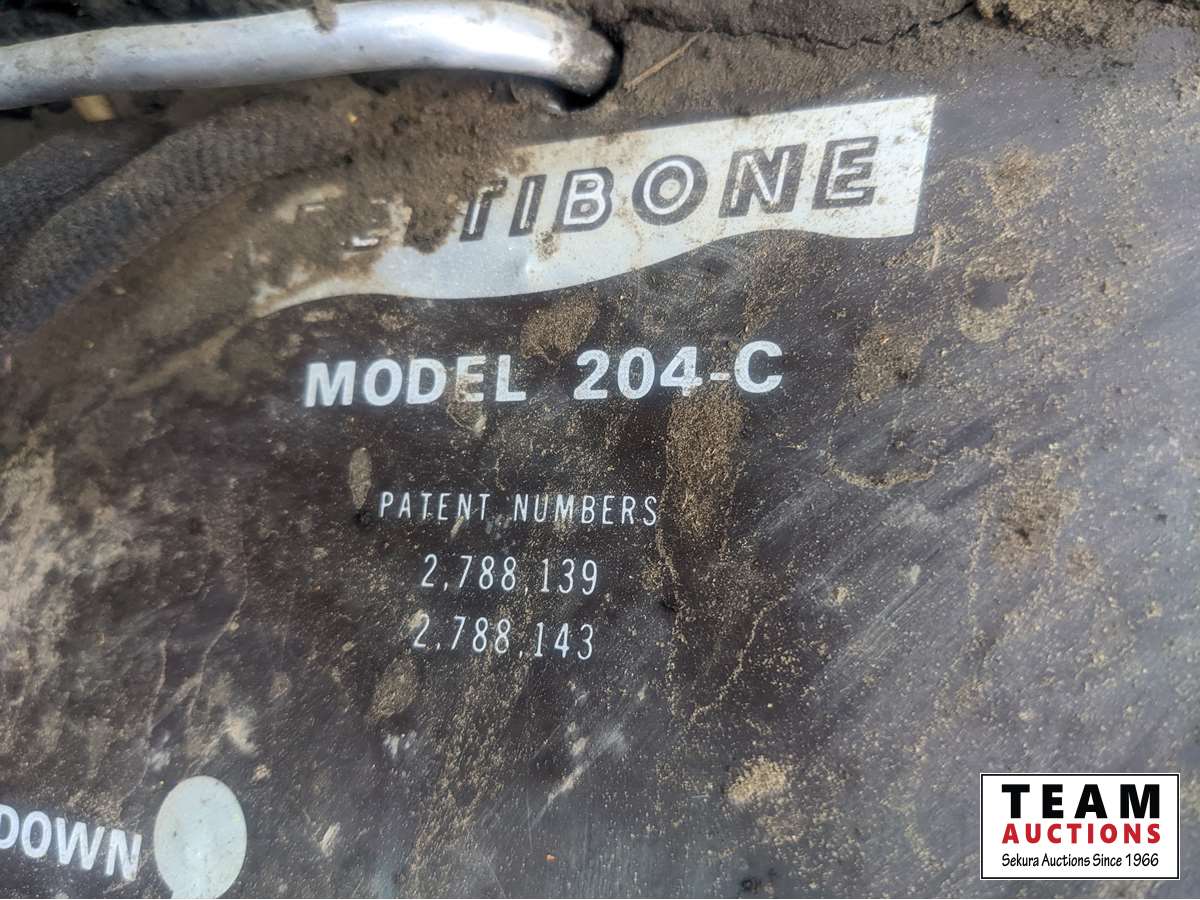 TIBONE
MODEL 204-C
PATENT NUMBERS
2,788,139
2,788,143
DOWN
TEAM
AUCTIONS
Sekura Auctions Since 1966